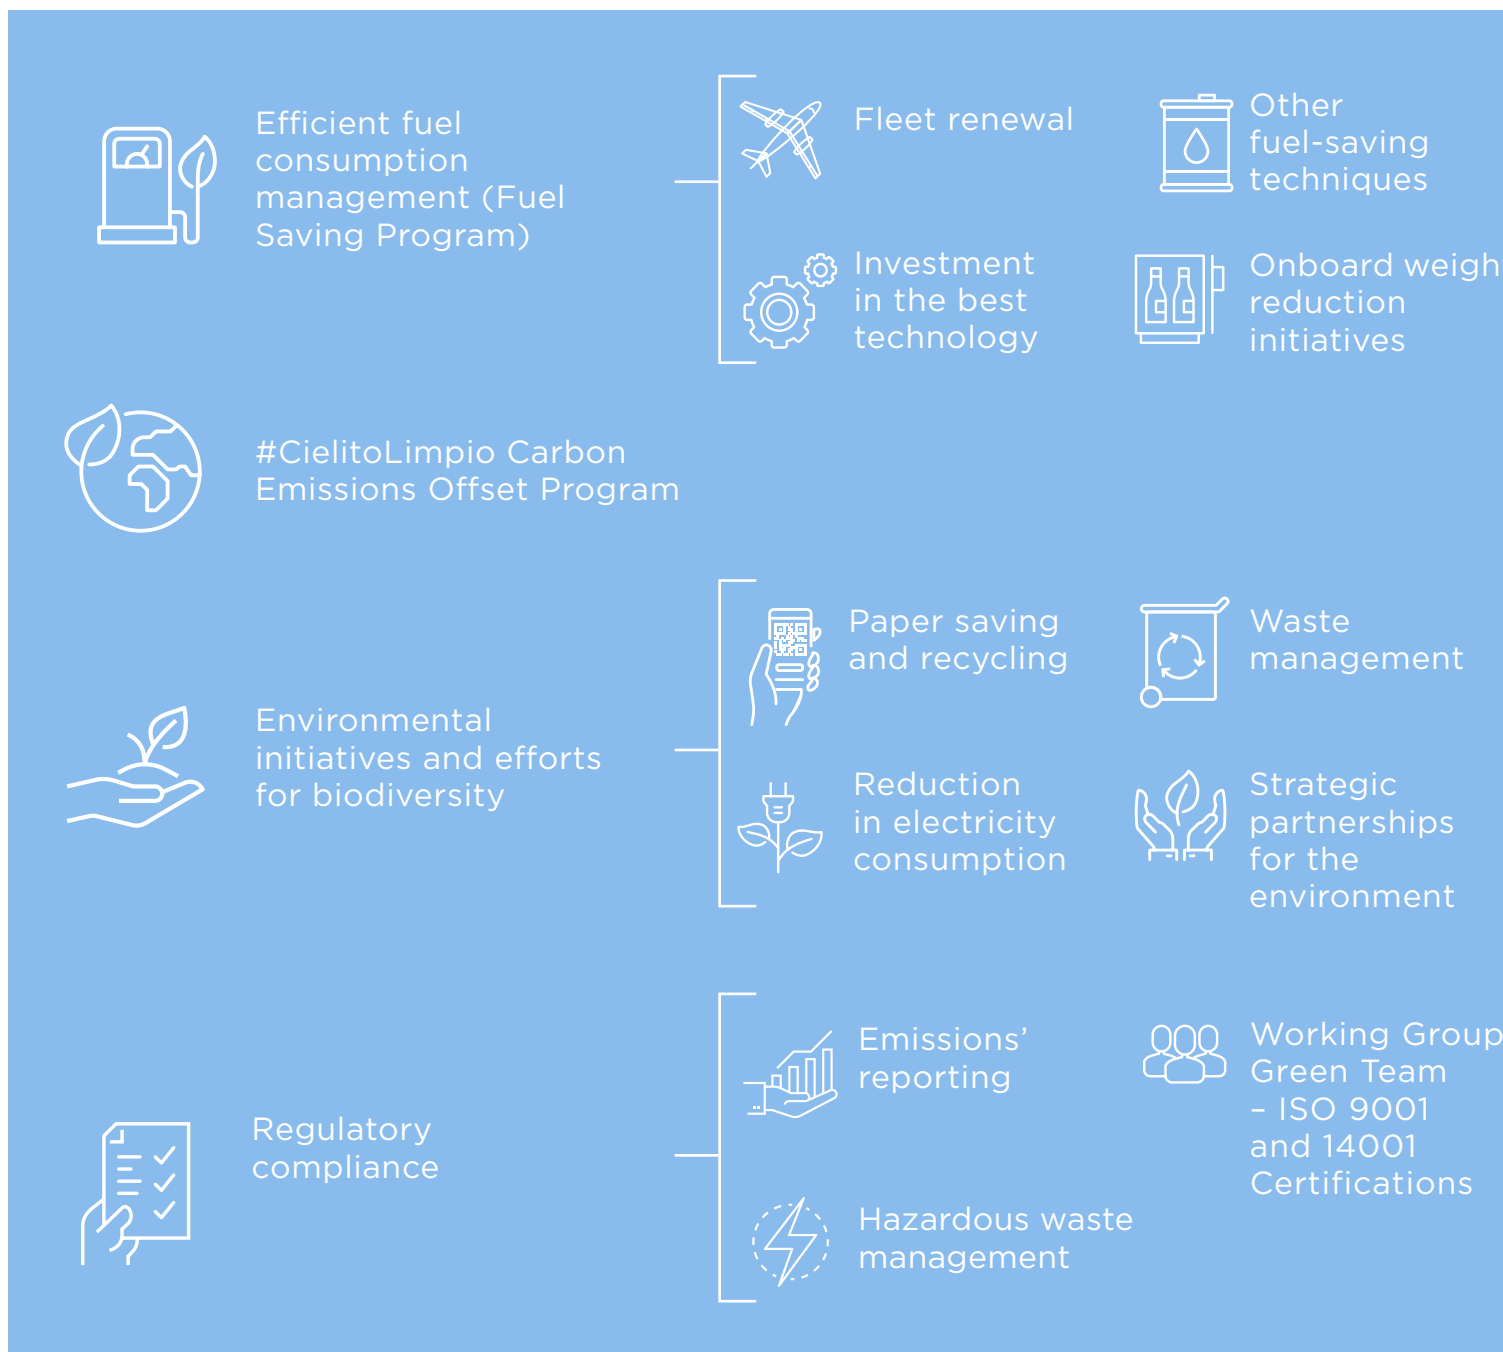 Efficient fuel
consumption
management (Fuel
Saving Program)
Fleet renewal
Other
fuel-saving
techniques
Investment
in the best
technology
Onboard weight
reduction
initiatives
#CielitoLimpio Carbon
Emissions Offset Program
Environmental
initiatives and efforts
for biodiversity
Paper saving
and recycling
Waste
management
Reduction
in electricity
consumption
Strategic
partnerships
for the
environment
Regulatory
compliance
Emissions’
reporting
Working Group
Green Team
– ISO 9001
and 14001
Certifications
Hazardous waste
management